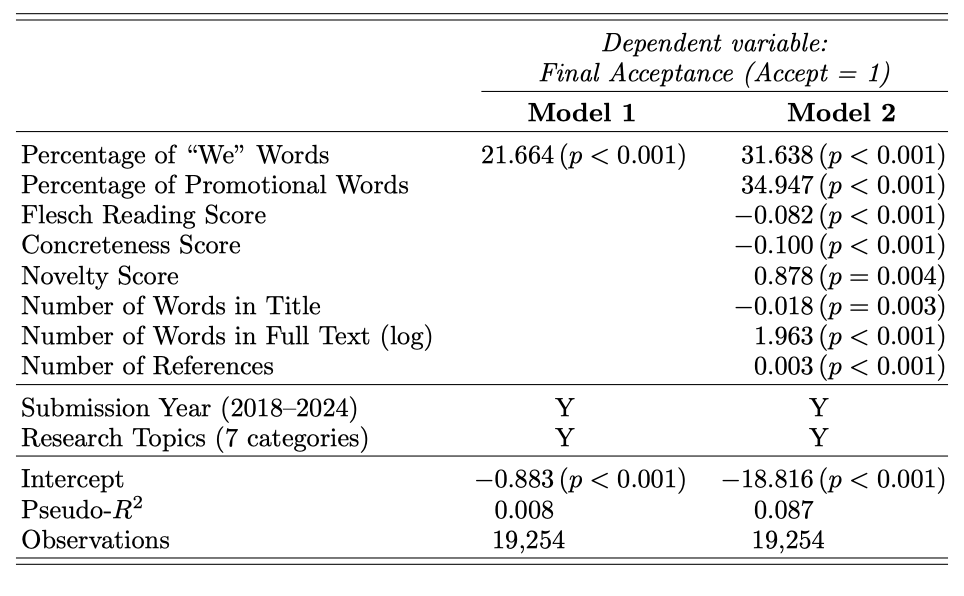 Dependent variable:
Final Acceptance (Accept = 1)
Model 1 Model 2
Percentage of “We” Words 21.664 (p < 0.001) 31.638 (p < 0.001)
Percentage of Promotional Words 34.947 (p < 0.001)
Flesch Reading Score −0.082 (p < 0.001)
Concreteness Score −0.100 (p < 0.001)
Novelty Score 0.878 (p = 0.004)
Number of Words in Title −0.018 (p = 0.003)
Number of Words in Full Text (log) 1.963 (p < 0.001)
Number of References 0.003 (p < 0.001)
Submission Year (2018–2024) Y Y
Research Topics (7 categories) Y Y
Intercept −0.883 (p < 0.001) −18.816 (p < 0.001)
Pseudo-R² 0.008 0.087
Observations 19,254 19,254